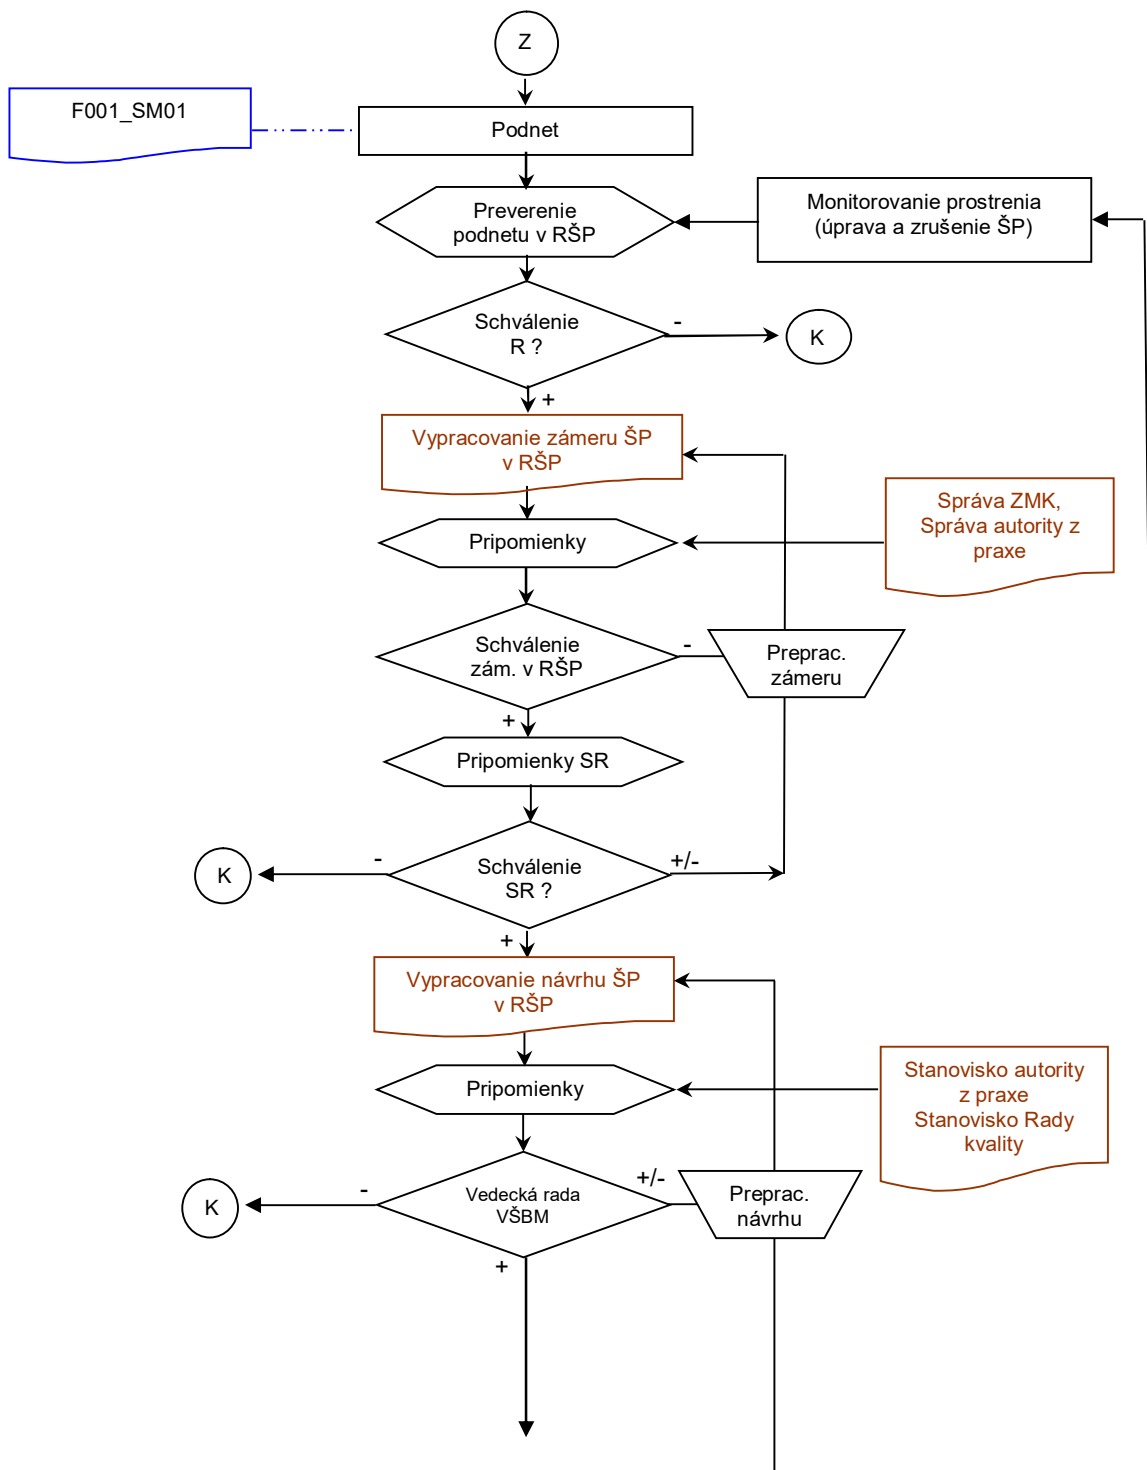 Z
F001_SM01
Podnet
Preverenie
podnetu v RŠP
Monitorovanie prostrenia
(úprava a zrušenie ŠP)
Schválenie
R ?
-
K
+
Vypracovanie zámeru ŠP
v RŠP
Správa ZMK,
Správa autority z
praxe
Pripomienky
Schválenie
zám. v RŠP
-
Preprac.
zámeru
+
Pripomienky SR
Schválenie
SR ?
-
K
+/-
+
Vypracovanie návrhu ŠP
v RŠP
Stanovisko autority
z praxe
Stanovisko Rady
kvality
Pripomienky
Vedecká rada
VŠBM
-
K
+/-
Preprac.
návrhu
+